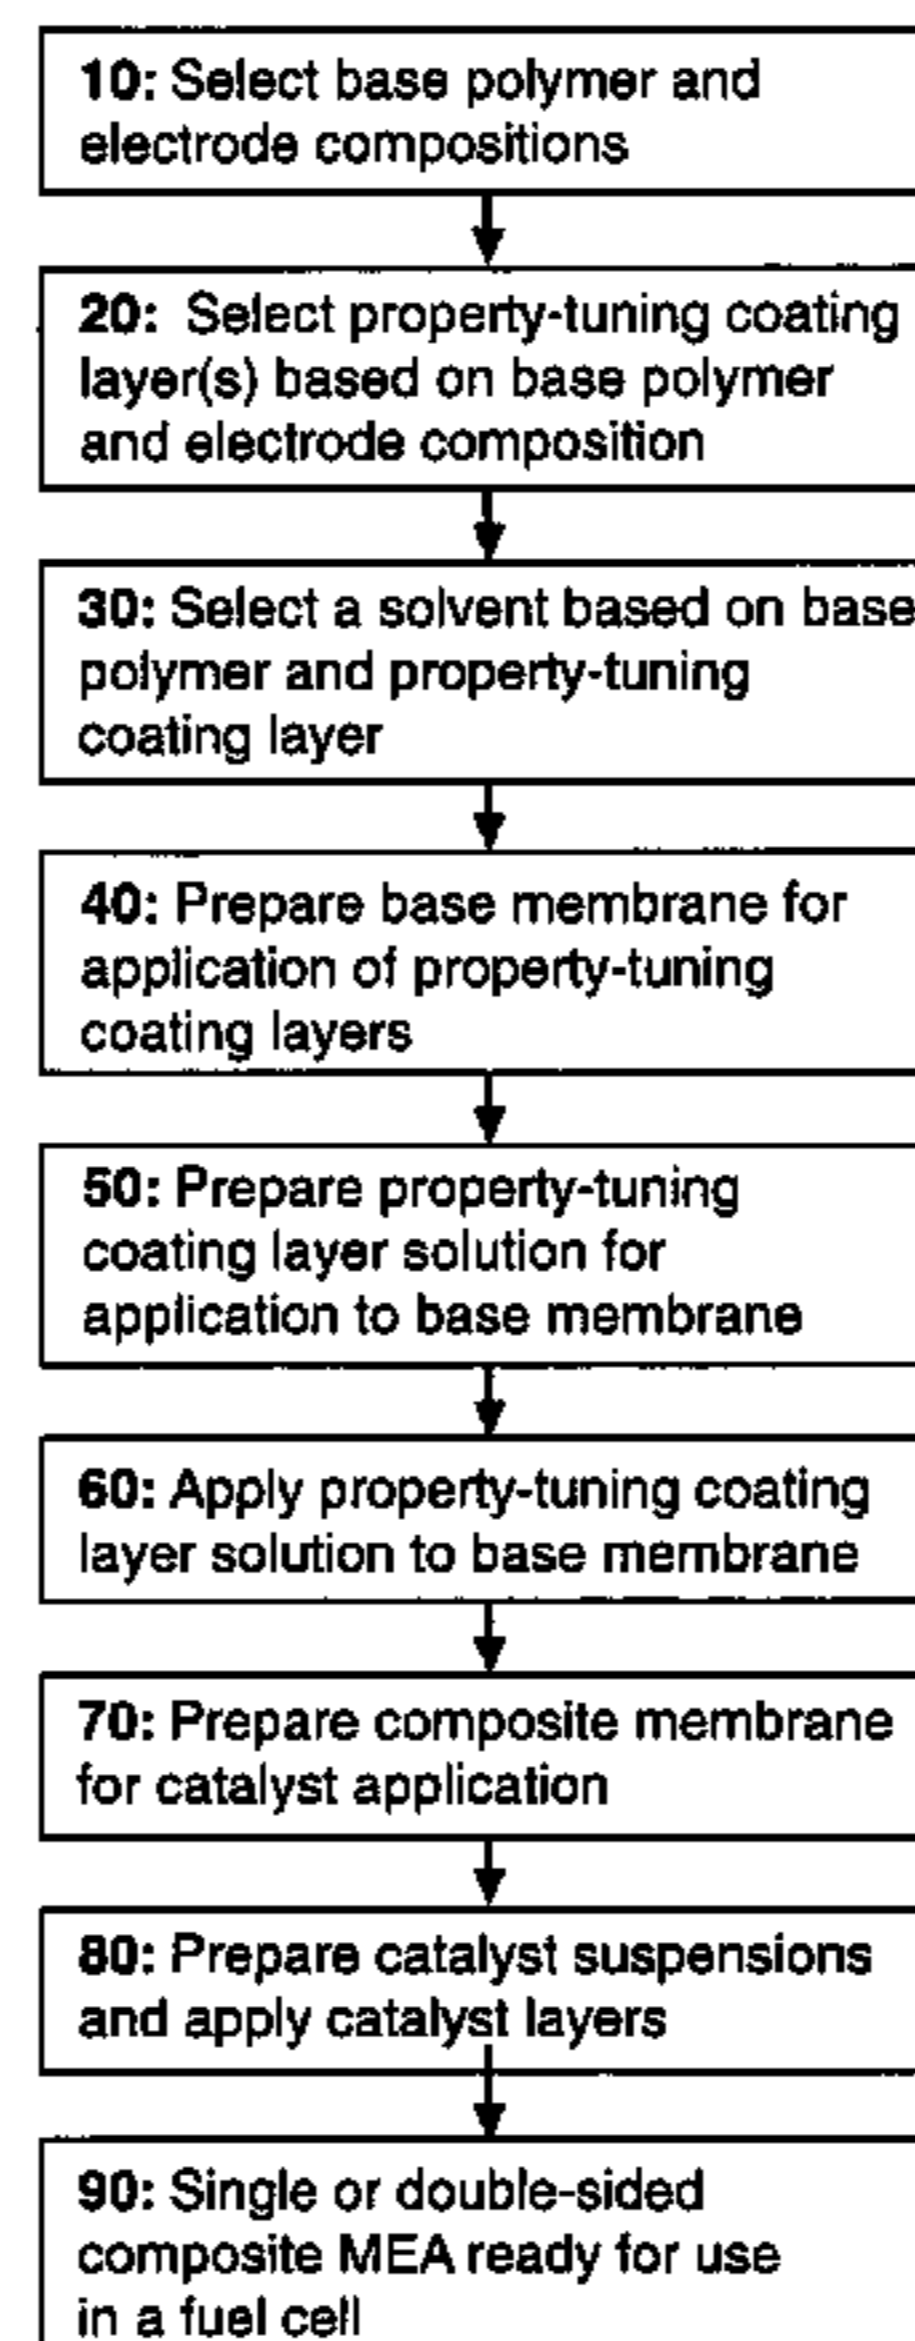 10: Select base polymer and
electrode compositions
20: Select property-tuning coating
layer(s) based on base polymer
and electrode composition
30: Select a solvent based on base
polymer and property-tuning
coating layer
40: Prepare base membrane for
application of property-tuning
coating layers
50: Prepare property-tuning
coating layer solution for
application to base membrane
60: Apply property-tuning coating
layer solution to base membrane
70: Prepare composite membrane
for catalyst application
80: Prepare catalyst suspensions
and apply catalyst layers
90: Single or double-sided
composite MEA ready for use
in a fuel cell